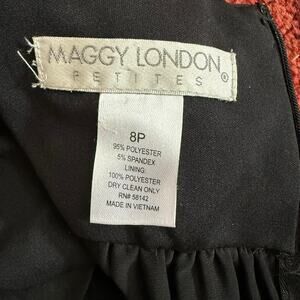 MAGGY LONDON
PETITES ®
8P
95% POLYESTER
5% SPANDEX
LINING:
100% POLYESTER
DRY CLEAN ONLY
RN# 58142
MADE IN VIETNAM